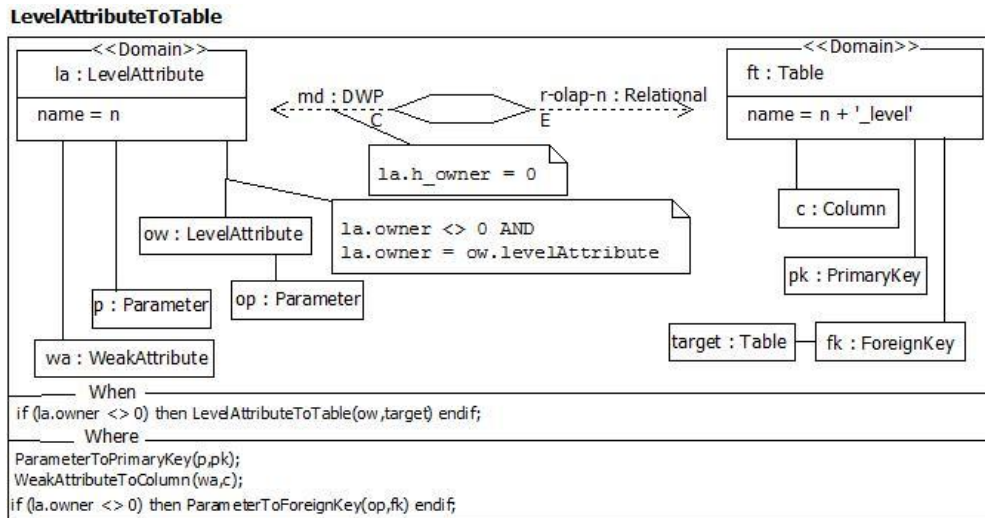 LevelAttributeToTable
<<Domain>>
la : LevelAttribute
name = n
md : DWP
C
r-olap-n : Relational
E
<<Domain>>
ft : Table
name = n + '_level'
la.h_owner = 0
la.owner <> 0 AND
la.owner = ow.levelAttribute
ow : LevelAttribute
c : Column
p : Parameter
op : Parameter
pk : PrimaryKey
wa : WeakAttribute
target : Table
fk : ForeignKey
When
if (la.owner <> 0) then LevelAttributeToTable(ow,target) endif;
Where
ParameterToPrimaryKey(p,pk);
WeakAttributeToColumn(wa,c);
if (la.owner <> 0) then ParameterToForeignKey(op,fk) endif;